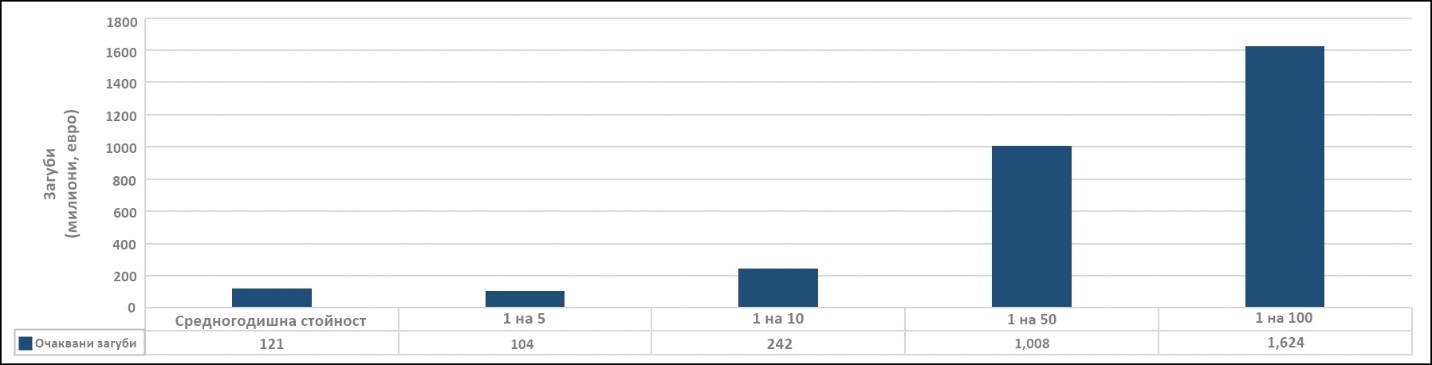 1800
1600
1400
1200
1000
800
600
400
200
0
Загуби
(милиони, евро)
Средногодишна стойност 1 на 5 1 на 10 1 на 50 1 на 100
Очаквани загуби 121 104 242 1,008 1,624